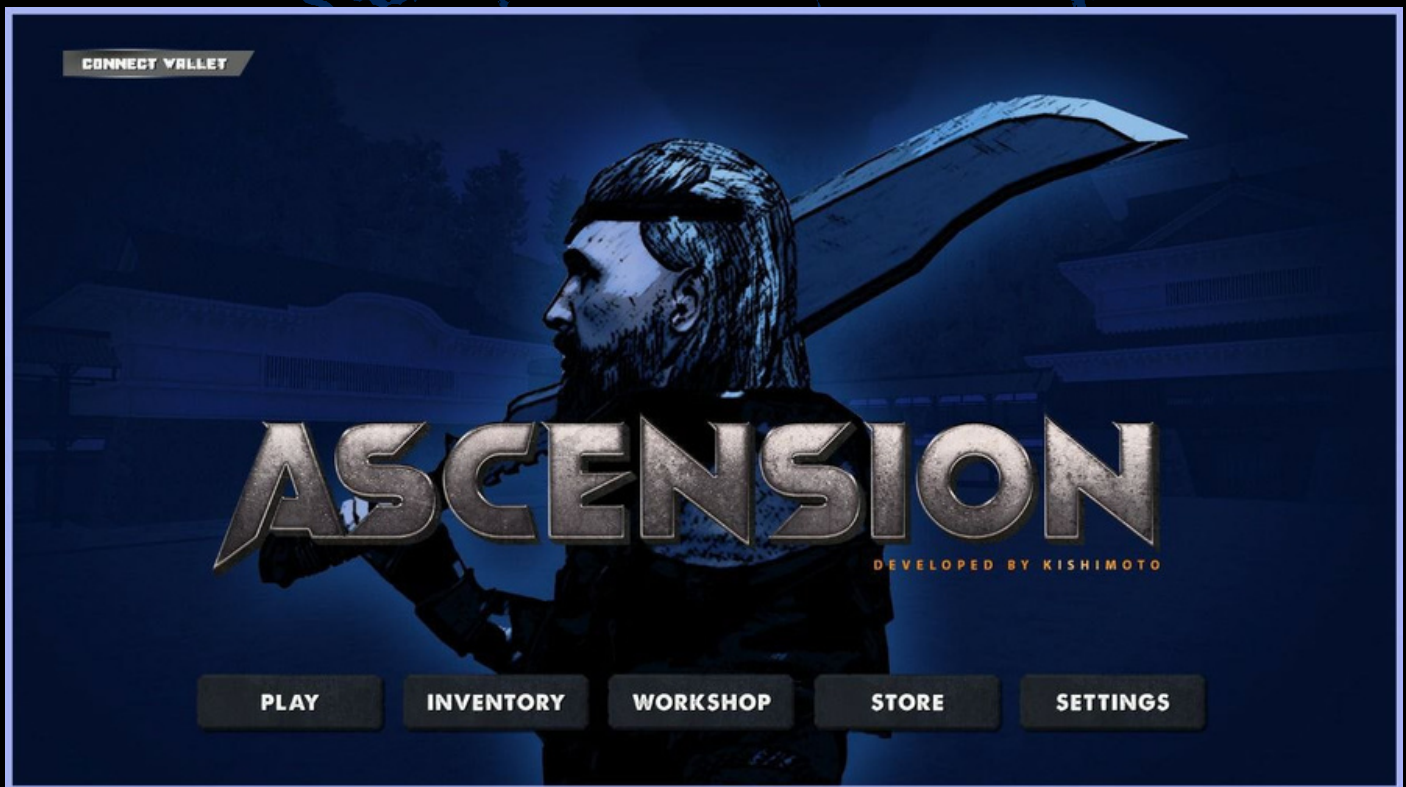 CONNECT WALLET
ASCENSION
DEVELOPED BY KISHIMOTO
PLAY
INVENTORY
WORKSHOP
STORE
SETTINGS